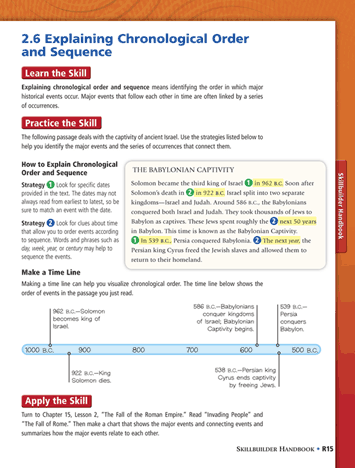 2.6 Explaining Chronological Order
and Sequence
Learn the Skill
Explaining chronological order and sequence means identifying the order in which major
historical events occur. Major events that follow each other in time are often linked by a series
of occurrences.
Practice the Skill
The following passage deals with the captivity of ancient Israel. Use the strategies listed below to
help you identify the major events and the series of occurrences that connect them.
How to Explain Chronological
Order and Sequence
Strategy 1 Look for specific dates
provided in the text. The dates may not
always read from earliest to latest, so be
sure to match an event with the date.
Strategy 2 Look for clues about time
that allow you to order events according
to sequence. Words and phrases such as
day, week, year, or century may help to
sequence the events.
THE BABYLONIAN CAPTIVITY
Solomon became the third king of Israel 1 in 962 B.C. Soon after
Solomon's death in 2 in 922 B.C. Israel split into two separate
kingdoms—Israel and Judah. Around 586 B.C., the Babylonians
conquered both Israel and Judah. They took thousands of Jews to
Babylon as captives. These Jews spent roughly the 2 next 50 years
in Babylon. This time is known as the Babylonian Captivity.
1 In 539 B.C., Persia conquered Babylonia. 2 The next year, the
Persian king Cyrus freed the Jewish slaves and allowed them to
return to their homeland.
Make a Time Line
Making a time line can help you visualize chronological order. The time line below shows the
order of events in the passage you just read.
962 B.C.—Solomon
becomes king of
Israel.
586 B.C.—Babylonians
conquer kingdoms
of Israel; Babylonian
Captivity begins.
539 B.C.—
Persia
conquers
Babylon.
1000 B.C. 900 800 700 600 500 B.C.
922 B.C.—King
Solomon dies.
538 B.C.—Persian king
Cyrus ends captivity
by freeing Jews.
Apply the Skill
Turn to Chapter 15, Lesson 2, "The Fall of the Roman Empire." Read "Invading People" and
"The Fall of Rome." Then make a chart that shows the major events and connecting events and
summarizes how the major events relate to each other.
Skillbuilder Handbook
SKILLBUILDER HANDBOOK • R15